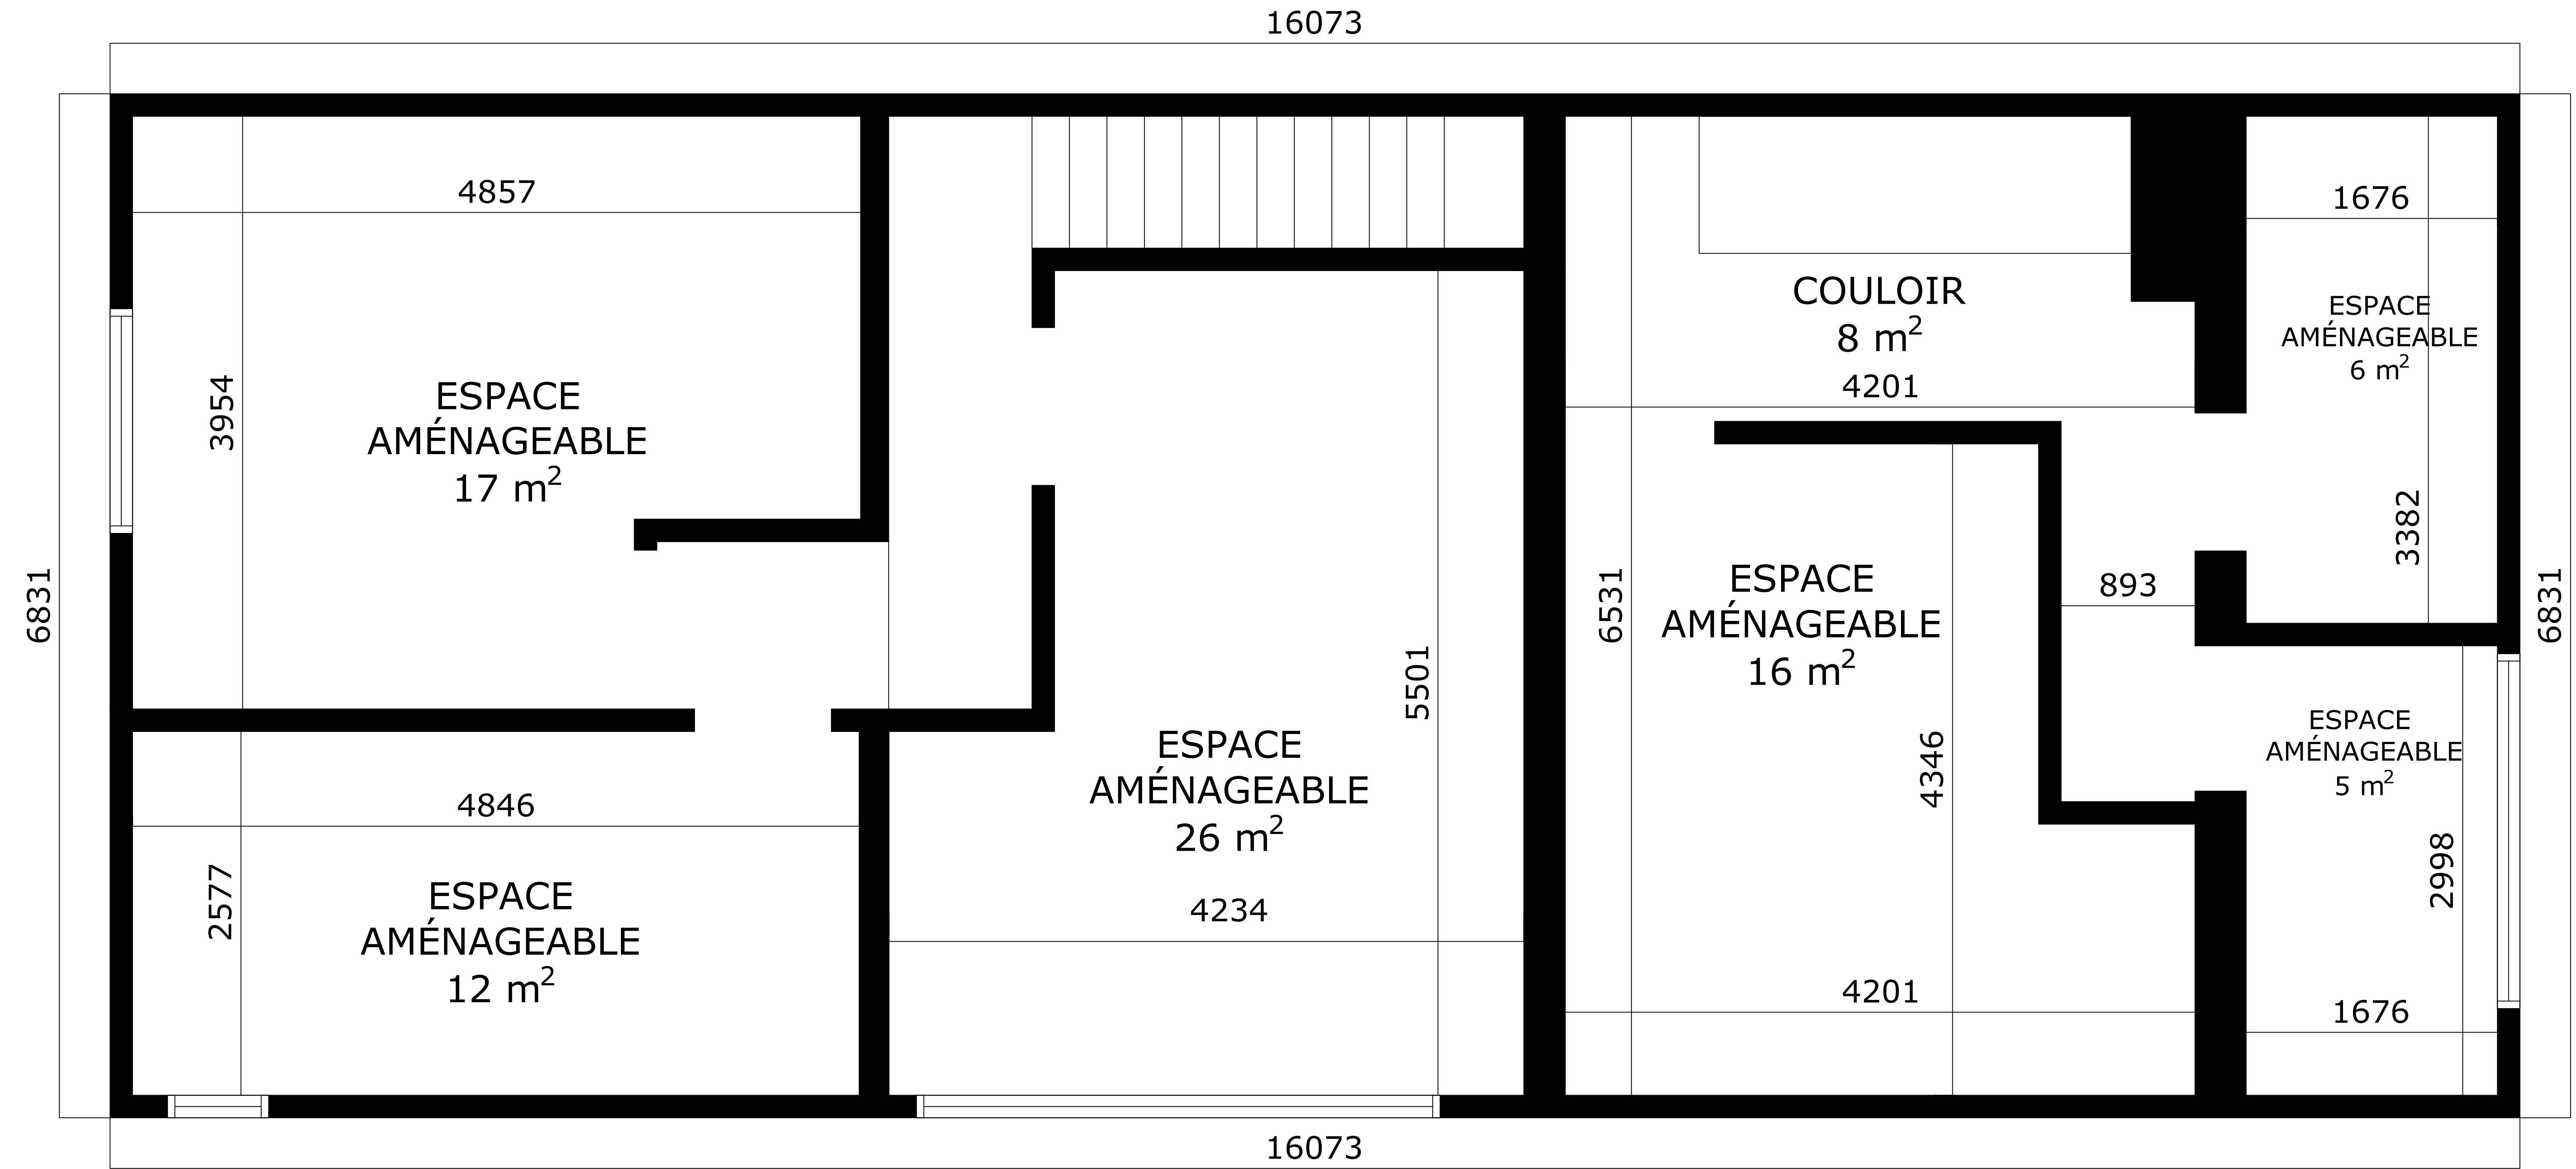 16073
4857
1676
ESPACE
AMÉNAGEABLE
17 m²
3954
COULOIR
8 m²
4201
ESPACE
AMÉNAGEABLE
6 m²
3382
6831
6831
893
6531
ESPACE
AMÉNAGEABLE
16 m²
4346
5501
ESPACE
AMÉNAGEABLE
26 m²
4234
ESPACE
AMÉNAGEABLE
5 m²
2998
4846
2577
ESPACE
AMÉNAGEABLE
12 m²
4201
1676
16073